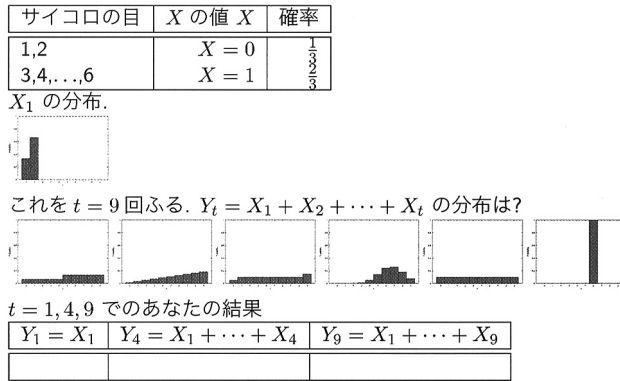 サイコロの目 X の値 X 確率
1,2 X = 0 1/3
3,4,...,6 X = 1 2/3
X₁ の分布.
これを t = 9 回ふる. Yₜ = X₁ + X₂ + ⋯ + Xₜ の分布は?
t = 1, 4, 9 でのあなたの結果
Y₁ = X₁ Y₄ = X₁ + ⋯ + X₄ Y₉ = X₁ + ⋯ + X₉